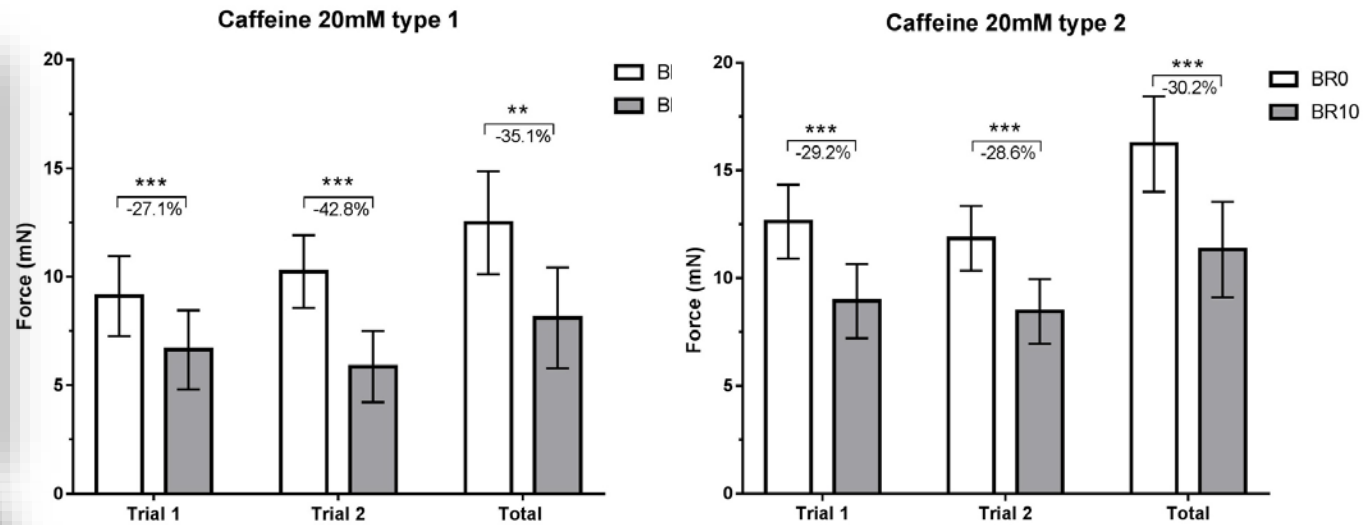 Caffeine 20mM type 1
Force (mN)
20
15
10
5
0
***
-27.1%
***
-42.8%
**
-35.1%
Trial 1
Trial 2
Total
Caffeine 20mM type 2
Force (mN)
20
15
10
5
0
***
-29.2%
***
-28.6%
***
-30.2%
Trial 1
Trial 2
Total
BR0
BR10